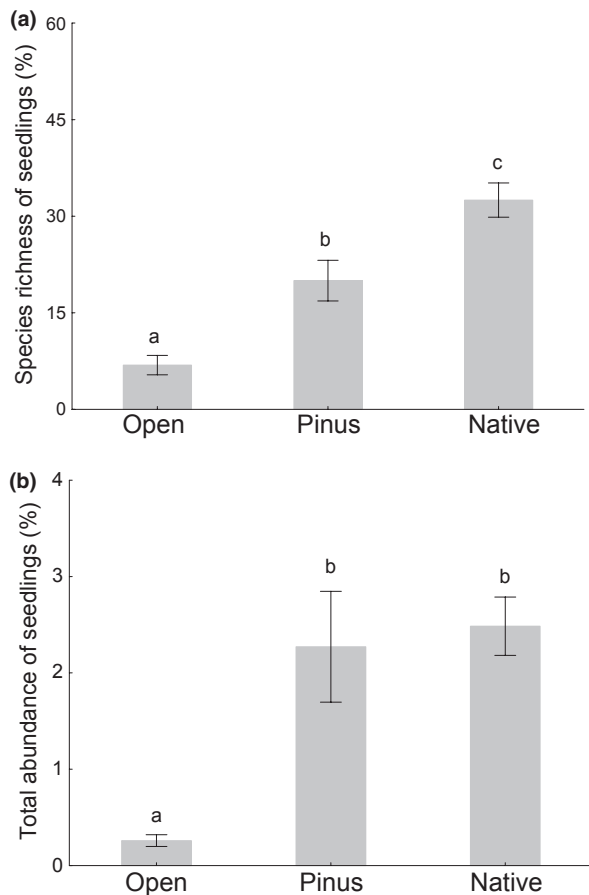 (a)
Species richness of seedlings (%)
60
45
30
15
0
a
b
c
Open Pinus Native
(b)
Total abundance of seedlings (%)
4
3
2
1
0
a
b
b
Open Pinus Native